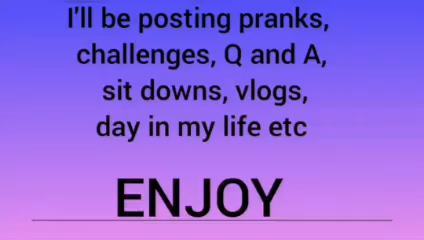 I'll be posting pranks,
challenges, Q and A,
sit downs, vlogs,
day in my life etc
ENJOY